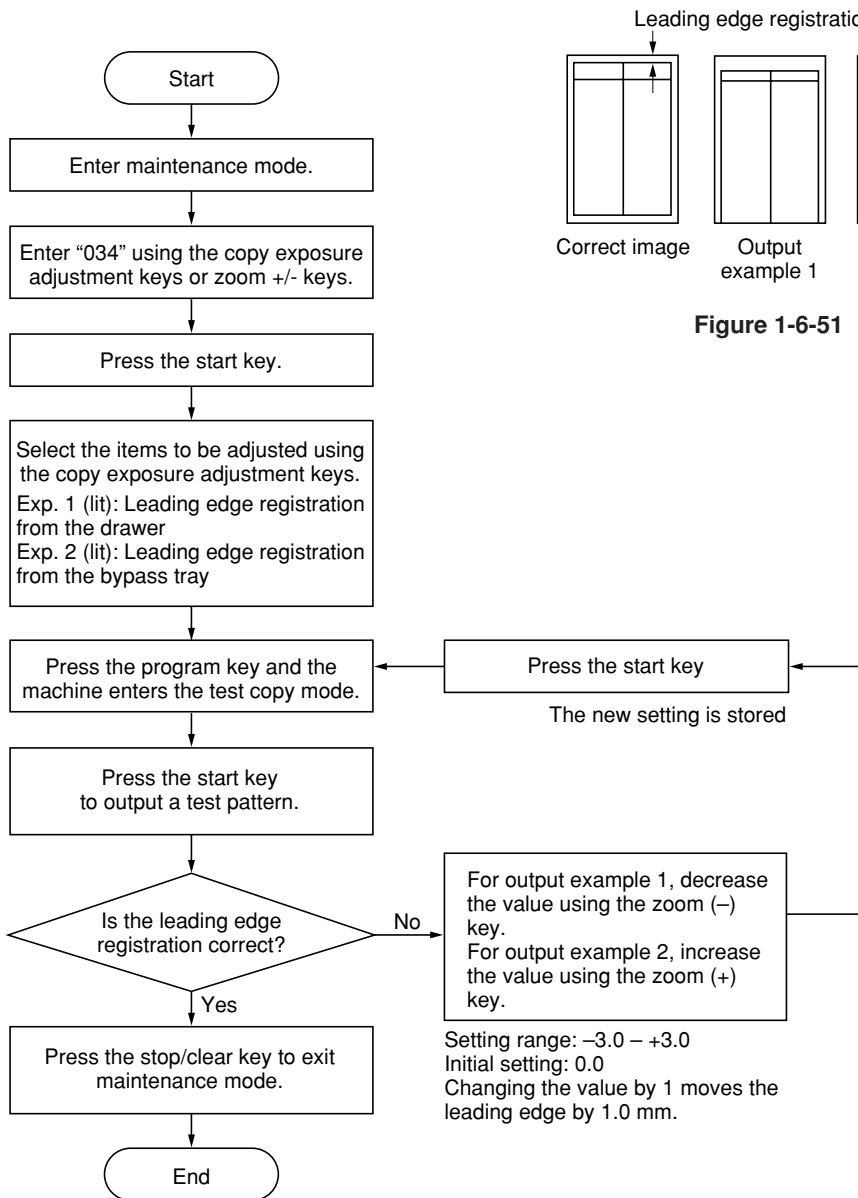 Leading edge
Start
Enter maintenance mode.
Enter “034” using the copy exposure
adjustment keys or zoom +/- keys.
Press the start key.
Select the items to be adjusted using
the copy exposure adjustment keys.
Exp. 1 (lit): Leading edge registration
from the drawer
Exp. 2 (lit): Leading edge registration
from the bypass tray
Press the program key and the
machine enters the test copy mode.
Press the start key
to output a test pattern.
Is the leading edge
registration correct?
No
Yes
Press the stop/clear key to exit
maintenance mode.
End
Correct image
Output
example 1
Figure 1-6-51
Press the start key
The new setting is stored
For output example 1, decrease
the value using the zoom (–)
key.
For output example 2, increase
the value using the zoom (+)
key.
Setting range: –3.0 – +3.0
Initial setting: 0.0
Changing the value by 1 moves the
leading edge by 1.0 mm.